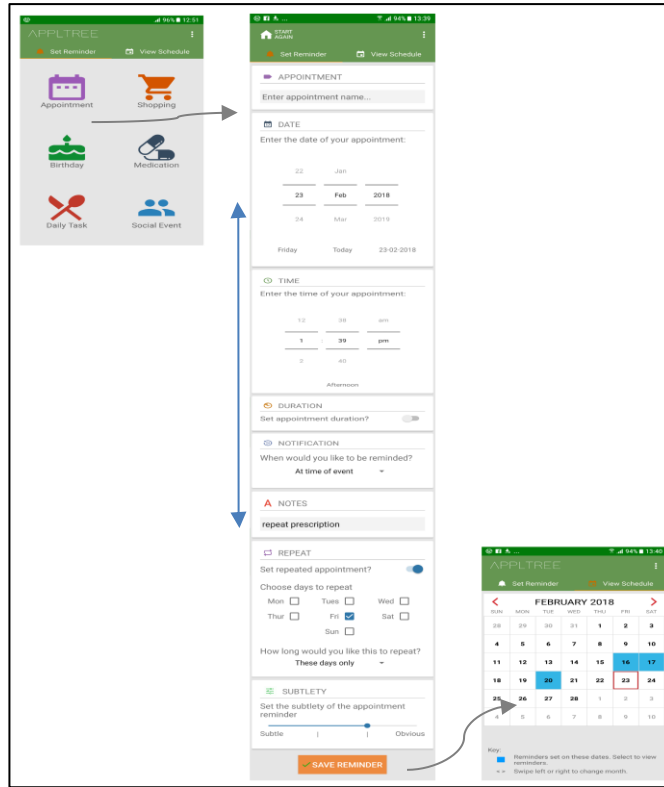 96% 12:51
APPLTREE
Set Reminder View Schedule
Appointment Shopping
Birthday Medication
Daily Task Social Event
94% 13:39
START
AGAIN
Set Reminder View Schedule
APPOINTMENT
Enter appointment name...
DATE
Enter the date of your appointment:
22 Jan
23 Feb 2018
24 Mar 2019
Friday Today 23-02-2018
TIME
Enter the time of your appointment:
12 38 am
1 : 39 pm
2 40
Afternoon
DURATION
Set appointment duration?
NOTIFICATION
When would you like to be reminded?
At time of event
A NOTES
repeat prescription
REPEAT
Set repeated appointment?
Choose days to repeat
Mon Tues Wed
Thur Fri Sat
Sun
How long would you like this to repeat?
These days only
SUBTLETY
Set the subtlety of the appointment
reminder
Subtle | | Obvious
SAVE REMINDER
94% 13:40
APPLTREE
Set Reminder View Schedule
FEBRUARY 2018
SUN MON TUE WED THU FRI SAT
28 29 30 31 1 2 3
4 5 6 7 8 9 10
11 12 13 14 15 16 17
18 19 20 21 22 23 24
25 26 27 28 1 2 3
4 5 6 7 8 9 10
Key:
Reminders set on these dates. Select to view
reminders.
Swipe left or right to change month.